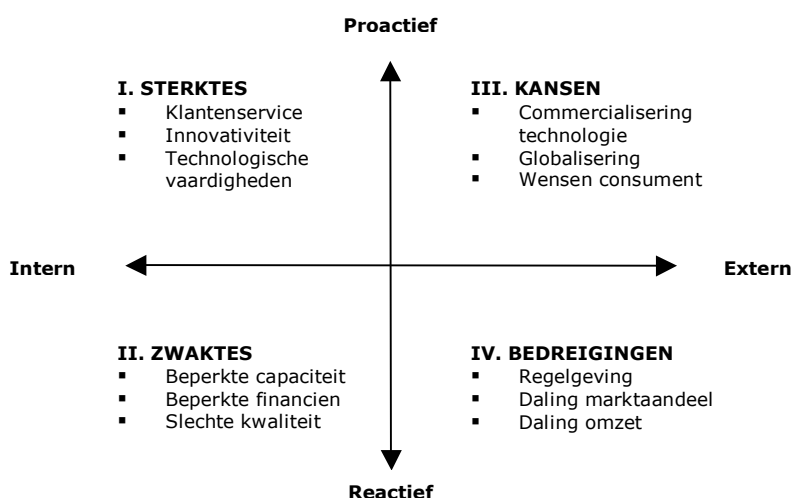 Proactief
I. STERKTES
▪ Klantenservice
▪ Innovativiteit
▪ Technologische
vaardigheden
III. KANSEN
▪ Commercialisering
technologie
▪ Globalisering
▪ Wensen consument
Intern
Extern
II. ZWAKTES
▪ Beperkte capaciteit
▪ Beperkte financien
▪ Slechte kwaliteit
IV. BEDREIGINGEN
▪ Regelgeving
▪ Daling marktaandeel
▪ Daling omzet
Reactief